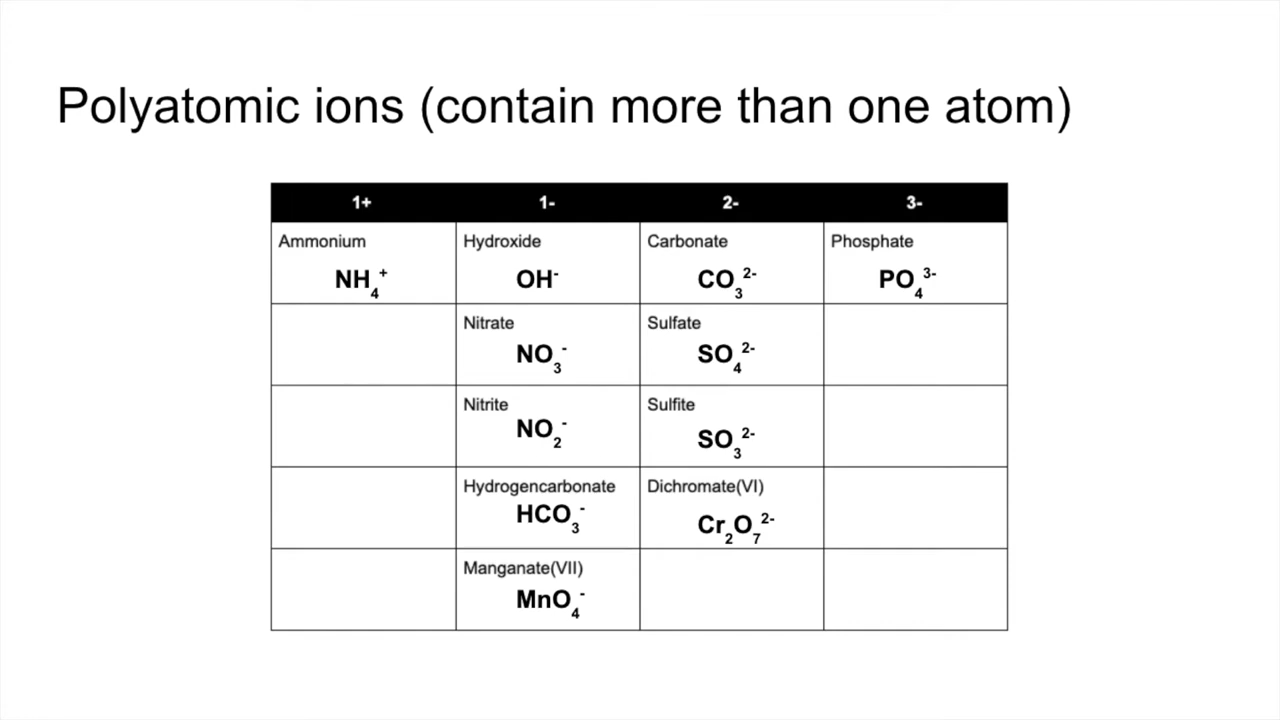 Polyatomic ions (contain more than one atom)
1+ 1- 2- 3-
Ammonium Hydroxide Carbonate Phosphate
NH₄⁺ OH⁻ CO₃²⁻ PO₄³⁻
Nitrate Sulfate
NO₃⁻ SO₄²⁻
Nitrite Sulfite
NO₂⁻ SO₃²⁻
Hydrogencarbonate Dichromate(VI)
HCO₃⁻ Cr₂O₇²⁻
Manganate(VII)
MnO₄⁻